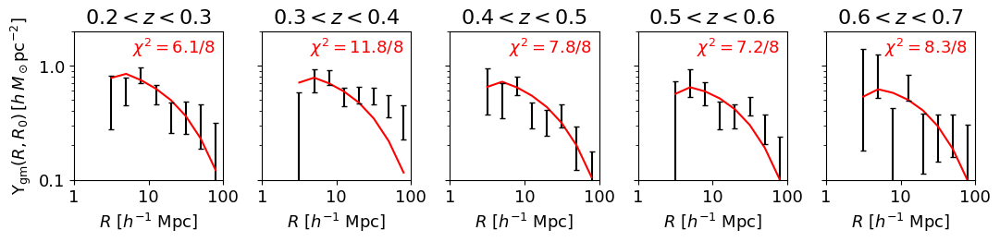 0.2 < z < 0.3
0.3 < z < 0.4
0.4 < z < 0.5
0.5 < z < 0.6
0.6 < z < 0.7
χ² = 6.1/8
χ² = 11.8/8
χ² = 7.8/8
χ² = 7.2/8
χ² = 8.3/8
Υgm(R, R₀) [h M⊙pc⁻²]
1.0
0.1
1 10 100
1 10 100
1 10 100
1 10 100
1 10 100
R [h⁻¹ Mpc]
R [h⁻¹ Mpc]
R [h⁻¹ Mpc]
R [h⁻¹ Mpc]
R [h⁻¹ Mpc]